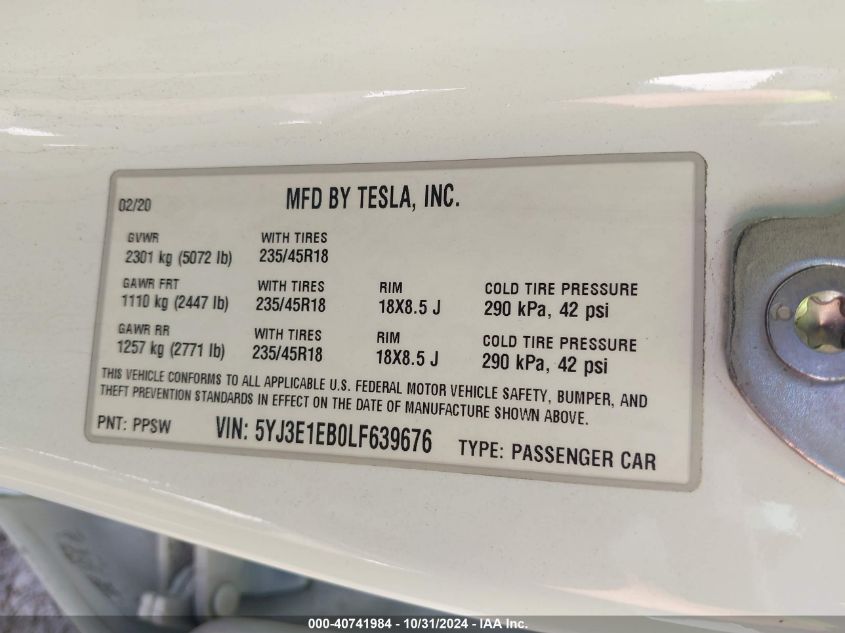 02/20 MFD BY TESLA, INC.
GVWR WITH TIRES
2301 kg (5072 lb) 235/45R18
GAWR FRT WITH TIRES RIM COLD TIRE PRESSURE
1110 kg (2447 lb) 235/45R18 18X8.5 J 290 kPa, 42 psi
GAWR RR WITH TIRES RIM COLD TIRE PRESSURE
1257 kg (2771 lb) 235/45R18 18X8.5 J 290 kPa, 42 psi
THIS VEHICLE CONFORMS TO ALL APPLICABLE U.S. FEDERAL MOTOR VEHICLE SAFETY, BUMPER, AND
THEFT PREVENTION STANDARDS IN EFFECT ON THE DATE OF MANUFACTURE SHOWN ABOVE.
PNT: PPSW VIN: 5YJ3E1EB0LF639676 TYPE: PASSENGER CAR
000-40741984 - 10/31/2024 - IAA Inc.